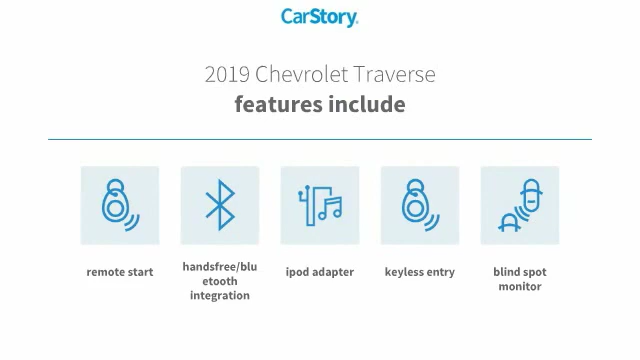 CarStory.
2019 Chevrolet Traverse
features include
remote start
handsfree/blu
etooth
integration
ipod adapter
keyless entry
blind spot
monitor